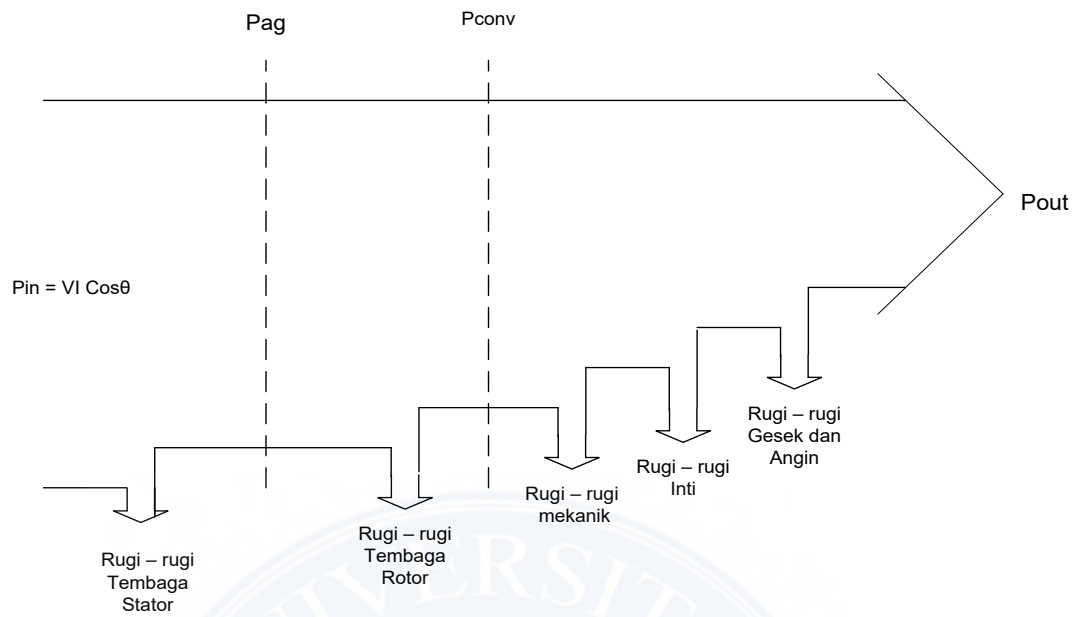 Pag
Pconv
Pout
Pin = VI Cosθ
Rugi – rugi
Gesek dan
Angin
Rugi – rugi
Inti
Rugi – rugi
mekanik
Rugi – rugi
Tembaga
Rotor
Rugi – rugi
Tembaga
Stator
UNIVERSIT